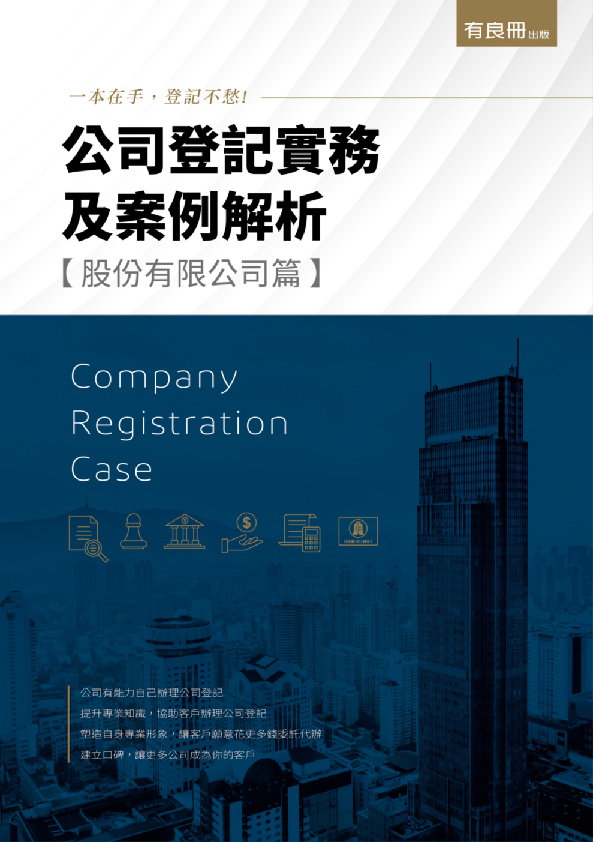 有良冊出版
一本在手，登記不愁！
公司登記實務
及案例解析
【股份有限公司篇】
Company
Registration
Case
公司有能力自己辦理公司登記
提升專業知識，協助客戶辦理公司登記
塑造自身專業形象，讓客戶願意花更多錢委託代辦
建立口碑，讓更多公司成為你的客戶